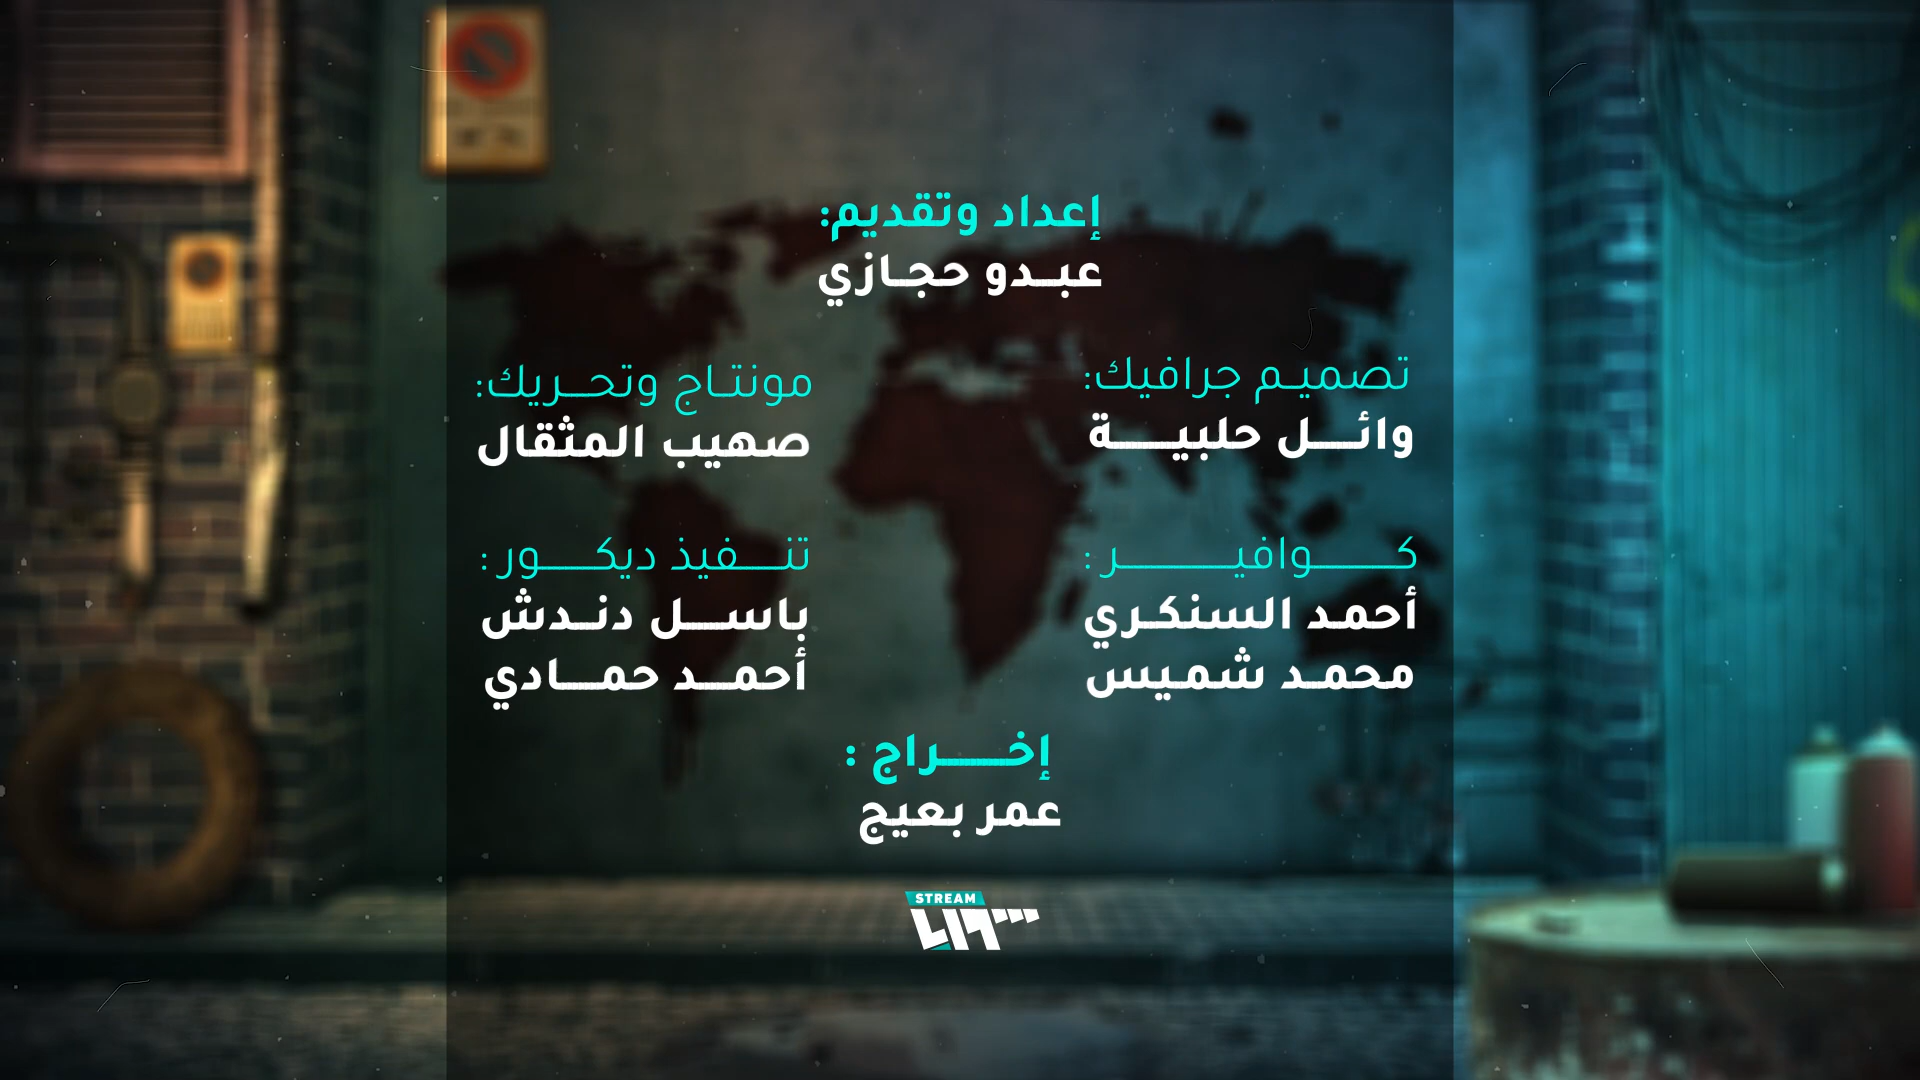 إعداد وتقديم:
عبدو حجازي
تصميم جرافيك:
وائل حلبية
مونتاج وتحريك:
صهيب المثقال
كوافير :
أحمد السنكري
محمد شميس
تنفيذ ديكور :
باسل دندش
أحمد حمادي
إخراج :
عمر بعيج
STREAM
LIT